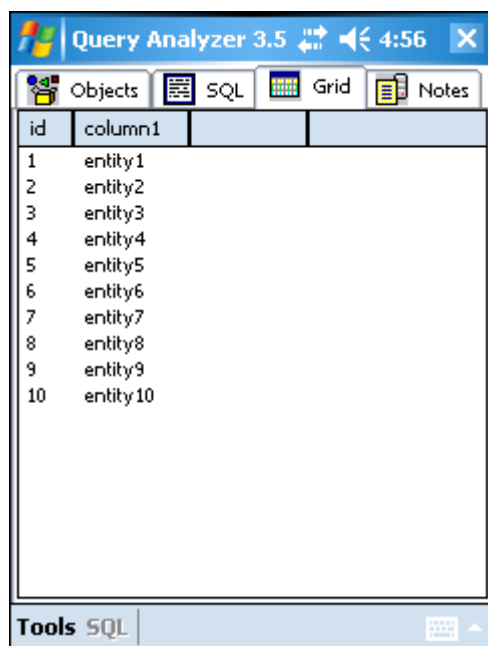 Query Analyzer 3.5 4:56
Objects SQL Grid Notes
id column1
1 entity1
2 entity2
3 entity3
4 entity4
5 entity5
6 entity6
7 entity7
8 entity8
9 entity9
10 entity10
Tools SQL